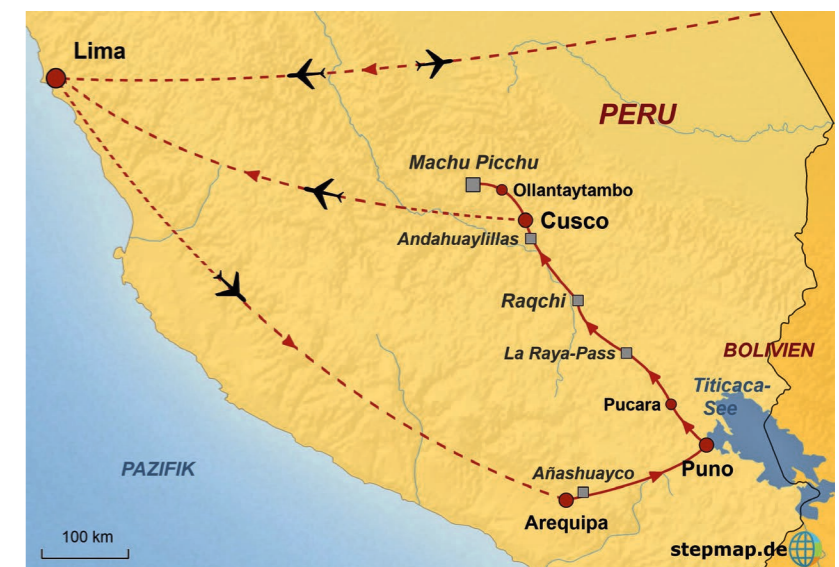 Lima
PERU
Machu Picchu
Ollantaytambo
Cusco
Andahuaylillas
Raqchi
La Raya-Pass
BOLIVIEN
Titicaca-
See
Pucara
Puno
PAZIFIK
Añashuayco
Arequipa
100 km
stepmap.de